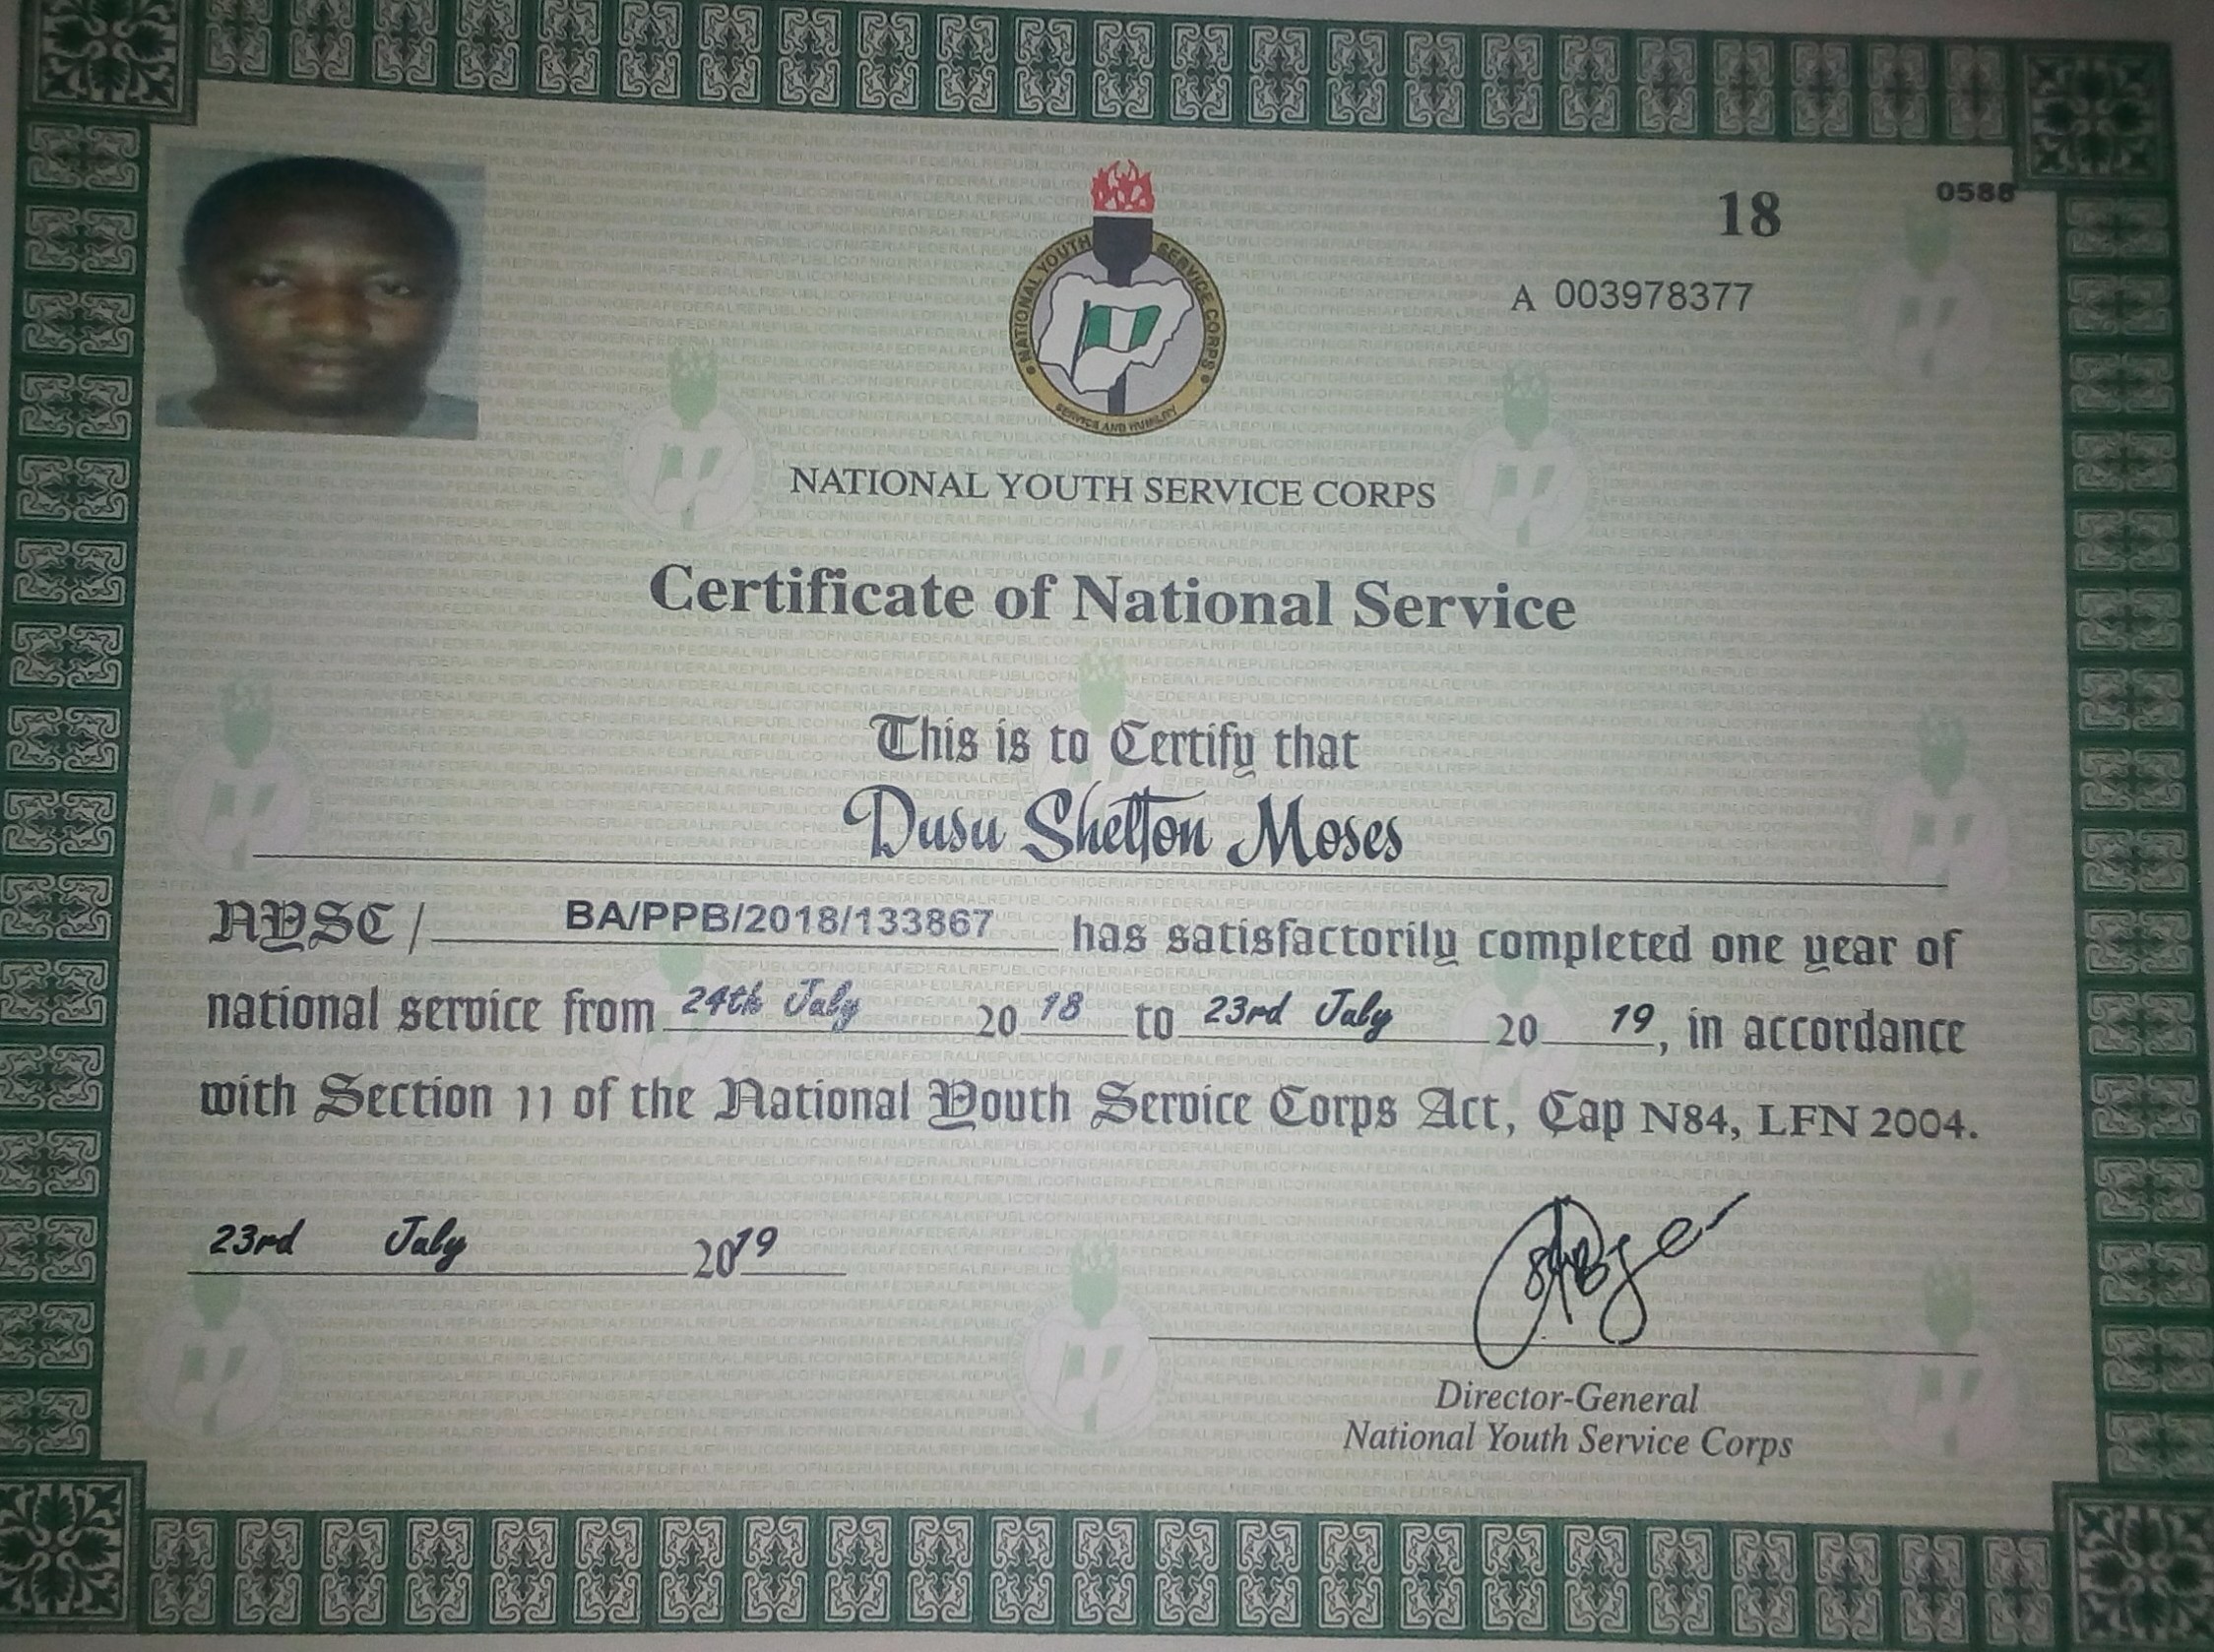 18
0588
A 003978377
NATIONAL YOUTH SERVICE CORPS
SERVICE AND HUMILITY
NATIONAL YOUTH SERVICE CORPS
Certificate of National Service
This is to Certify that
Dusu Shelton Moses
NYSC / BA/PPB/2018/133867 has satisfactorily completed one year of
national service from 24th July 20 18 to 23rd July 20 19, in accordance
with Section 11 of the National Youth Service Corps Act, Cap N84, LFN 2004.
23rd July 2019
Director-General
National Youth Service Corps